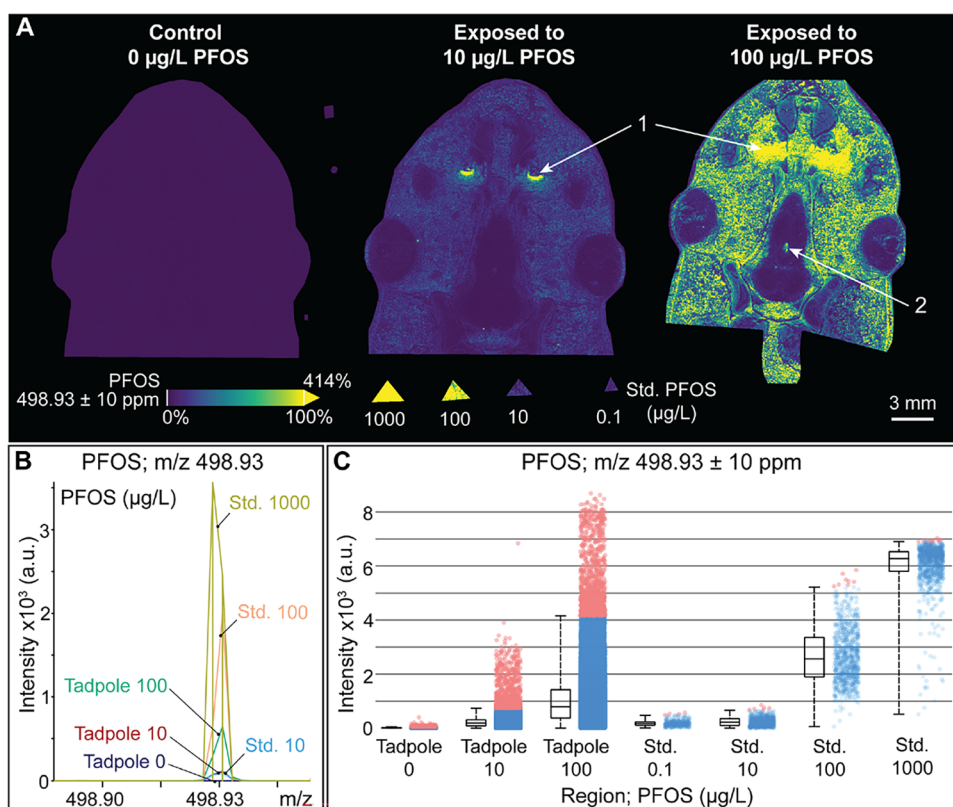 A
Control
0 µg/L PFOS
Exposed to
10 µg/L PFOS
Exposed to
100 µg/L PFOS
1
2
PFOS
498.93 ± 10 ppm
414%
0%
100%
1000
100
10
0.1
Std. PFOS
(µg/L)
3 mm
B
PFOS; m/z 498.93
PFOS (µg/L)
Std. 1000
Std. 100
Tadpole 100
Tadpole 10
Tadpole 0
Std. 10
Intensity x10³ (a.u.)
3
2
1
0
498.90
498.93
m/z
C
PFOS; m/z 498.93 ± 10 ppm
Intensity x10³ (a.u.)
8
6
4
2
0
Tadpole
0
Tadpole
10
Tadpole
100
Std.
0.1
Std.
10
Std.
100
Std.
1000
Region; PFOS (µg/L)